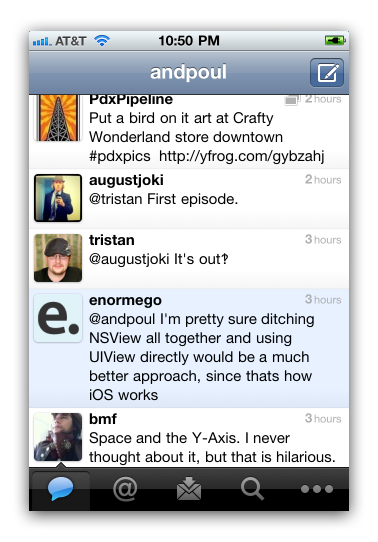 AT&T 10:50 PM
andpoul
PdxPipeline 2 hours
Put a bird on it art at Crafty
Wonderland store downtown
#pdxpics http://yfrog.com/gybzahj
augustjoki 2 hours
@tristan First episode.
tristan 3 hours
@augustjoki It's out‽
e. enormego 3 hours
@andpoul I'm pretty sure ditching
NSView all together and using
UIView directly would be a much
better approach, since thats how
iOS works
bmf 3 hours
Space and the Y-Axis. I never
thought about it, but that is hilarious.
@